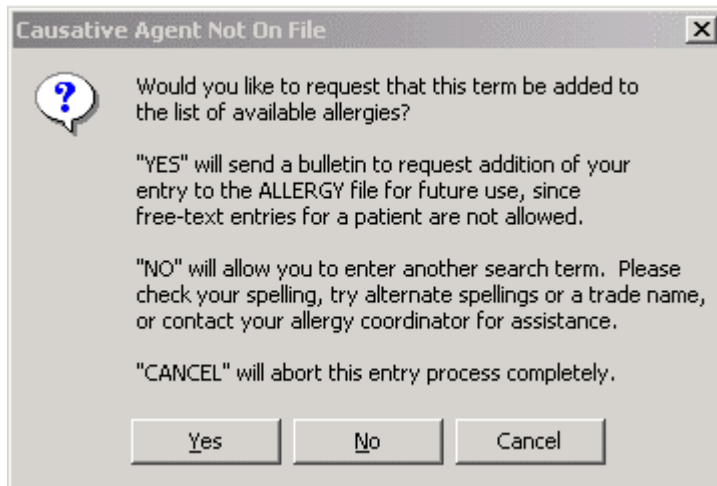 Causative Agent Not On File
Would you like to request that this term be added to
the list of available allergies?
"YES" will send a bulletin to request addition of your
entry to the ALLERGY file for future use, since
free-text entries for a patient are not allowed.
"NO" will allow you to enter another search term.  Please
check your spelling, try alternate spellings or a trade name,
or contact your allergy coordinator for assistance.
"CANCEL" will abort this entry process completely.
Yes No Cancel